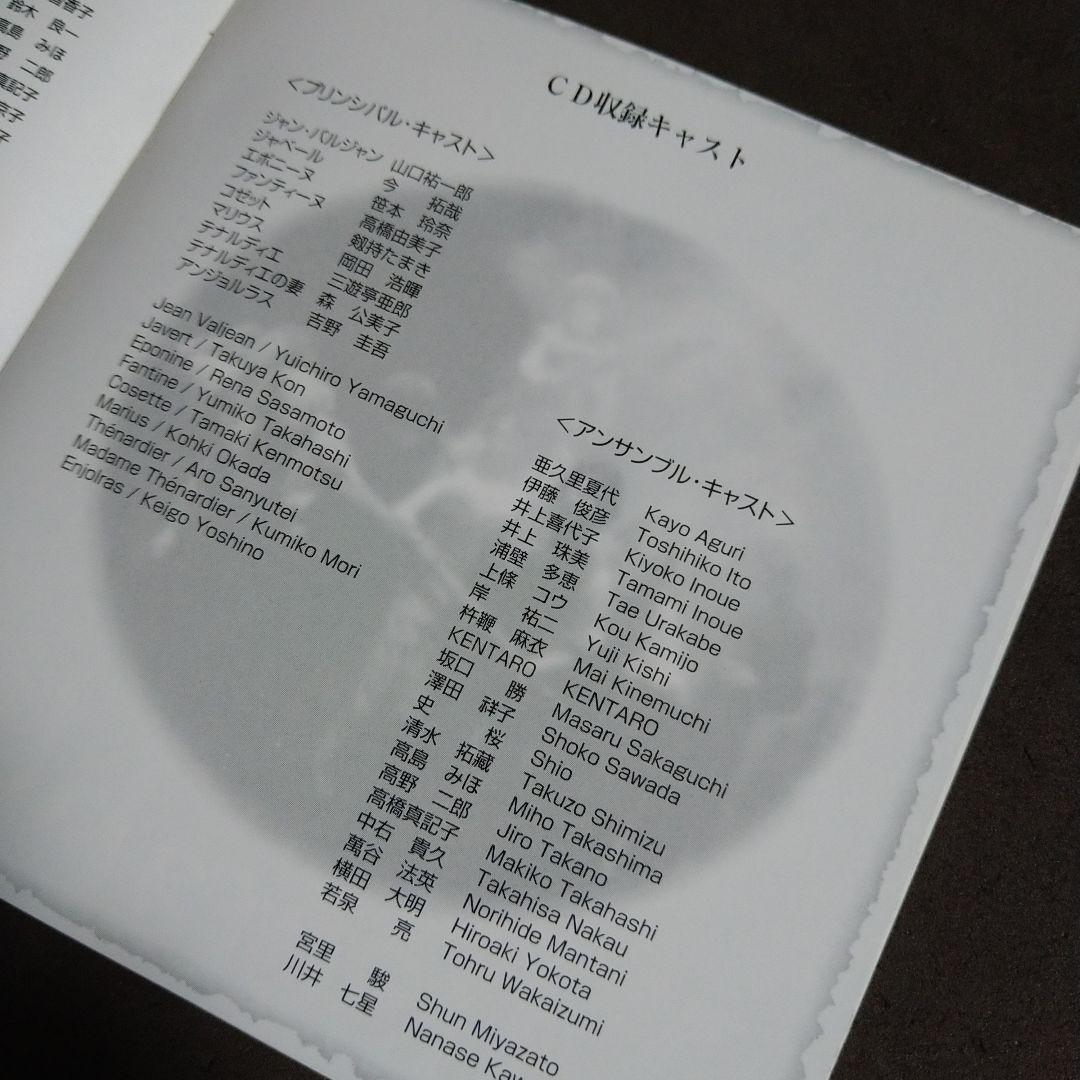 鈴木 良一
高島 みほ
二郎
CD収録キャスト
<プリンシパル・キャスト>
ジャン・バルジャン 山口祐一郎
ジャベール 今 拓哉
エポニーヌ 笹本 玲奈
ファンティーヌ 高橋由美子
コゼット 剱持たまき
マリウス 岡田 浩暉
テナルディエ 三遊亭亜郎
テナルディエの妻 森 公美子
アンジョルラス 吉野 圭吾
Jean Valjean / Yuichiro Yamaguchi
Javert / Takuya Kon
Eponine / Rena Sasamoto
Fantine / Yumiko Takahashi
Cosette / Tamaki Kenmotsu
Marius / Kohki Okada
Thénardier / Aro Sanyutei
Madame Thénardier / Kumiko Mori
Enjolras / Keigo Yoshino
<アンサンブル・キャスト>
亜久里夏代 Kayo Aguri
伊藤 俊彦 Toshihiko Ito
井上喜代子 Kiyoko Inoue
井上 珠美 Tamami Inoue
浦壁 多恵 Tae Urakabe
上條 コウ Kou Kamijo
岸 祐二 Yuji Kishi
杵鞭 麻衣 Mai Kinemuchi
KENTARO KENTARO
坂口 勝 Masaru Sakaguchi
澤田 祥子 Shoko Sawada
史 桜 Shio
清水 拓藏 Takuzo Shimizu
高島 みほ Miho Takashima
高野 二郎 Jiro Takano
高橋真記子 Makiko Takahashi
中右 貴久 Takahisa Nakau
萬谷 法英 Norihide Mantani
横田 大明 Hiroaki Yokota
若泉 亮 Tohru Wakaizumi
宮里 駿 Shun Miyazato
川井 七星 Nanase